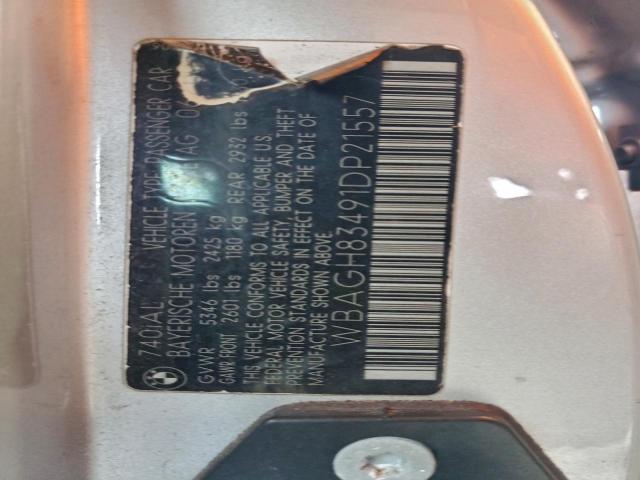 740iAL VEHICLE TYPE PASSENGER CAR
BAYERISCHE MOTOREN AG
GVWR 5346 lbs 2425 kg
GAWR FRONT 2601 lbs 1180 kg REAR 2932 lbs
THIS VEHICLE CONFORMS TO ALL APPLICABLE U.S.
FEDERAL MOTOR VEHICLE SAFETY, BUMPER AND THEFT
STANDARDS IN EFFECT ON THE DATE OF
MANUFACTURE SHOWN ABOVE.
WBAGH83491DP21557